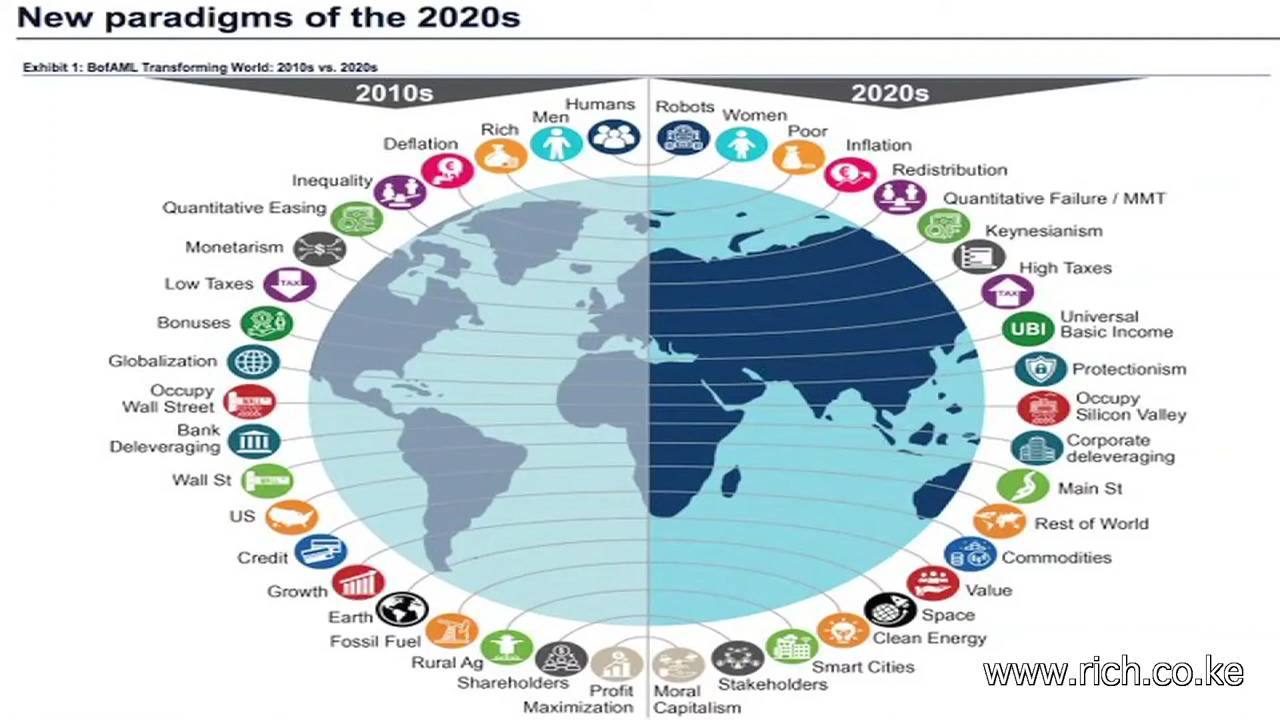 New paradigms of the 2020s
Exhibit 1: BofAML Transforming World: 2010s vs. 2020s
2010s
Humans
Men
Rich
Deflation
Inequality
Quantitative Easing
Monetarism
Low Taxes
TAX
Bonuses
Globalization
Occupy
Wall Street
Bank
Deleveraging
Wall St
US
Credit
Growth
Earth
Fossil Fuel
Rural Ag
Shareholders
Profit
Maximization
2020s
Robots
Women
Poor
Inflation
Redistribution
Quantitative Failure / MMT
QF
Keynesianism
High Taxes
TAX
UBI
Universal
Basic Income
Protectionism
Occupy
Silicon Valley
Corporate
deleveraging
Main St
Rest of World
Commodities
Value
Space
Clean Energy
Smart Cities
Stakeholders
Moral
Capitalism
www.rich.co.ke